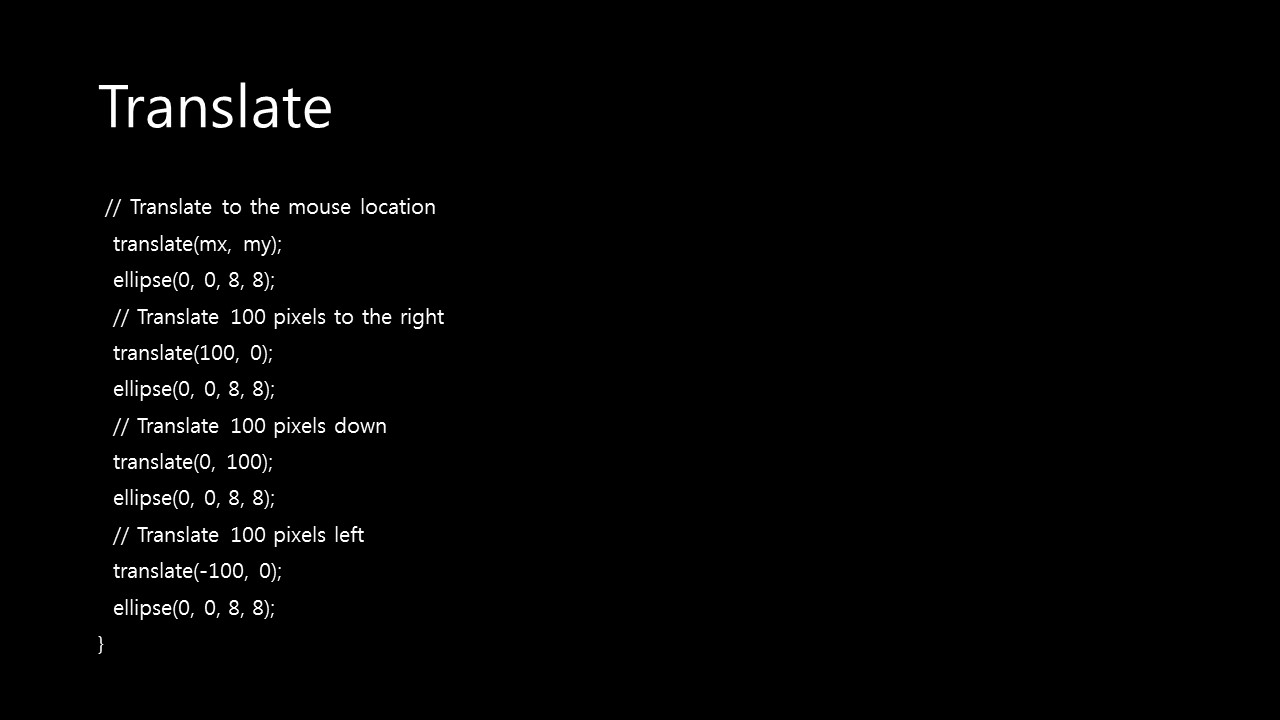 Translate
// Translate to the mouse location
translate(mx, my);
ellipse(0, 0, 8, 8);
// Translate 100 pixels to the right
translate(100, 0);
ellipse(0, 0, 8, 8);
// Translate 100 pixels down
translate(0, 100);
ellipse(0, 0, 8, 8);
// Translate 100 pixels left
translate(-100, 0);
ellipse(0, 0, 8, 8);
}